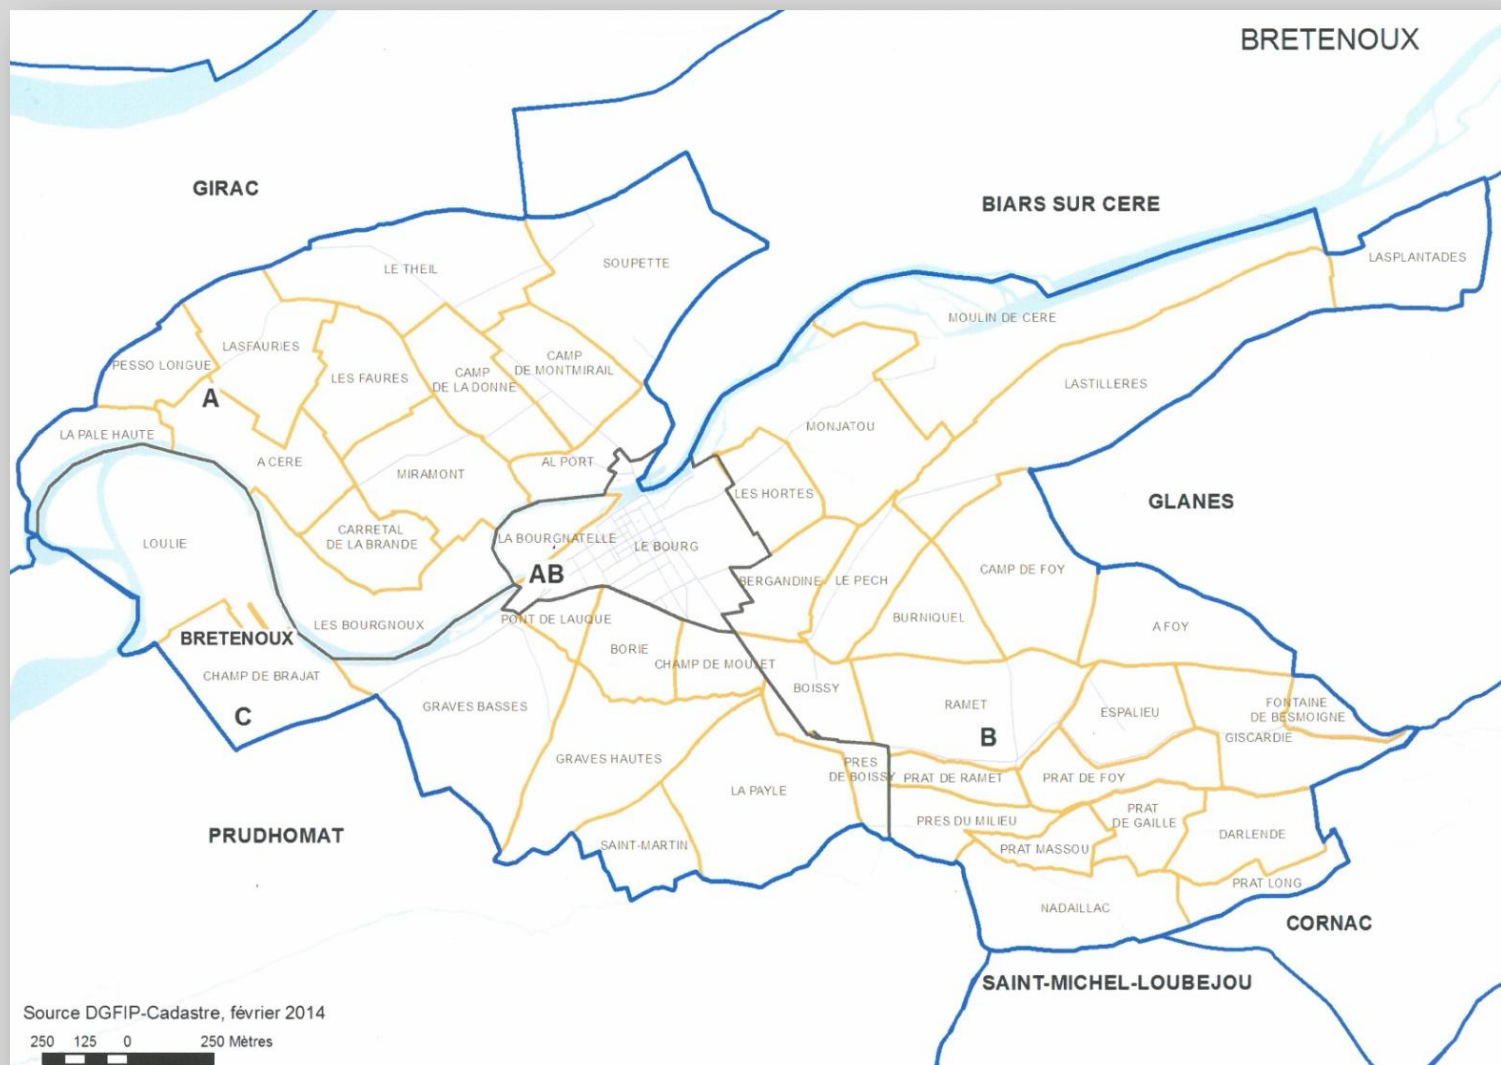 BRETENOUX
GIRAC
BIARS SUR CERE
LE THEIL
SOUPETTE
LASPLANTADES
MOULIN DE CERE
LASFAURIES
PESSO LONGUE
LES FAURES
CAMP
DE LA DONNE
CAMP
DE MONTMIRAIL
LASTILLERES
A
LA PALE HAUTE
A CERE
MIRAMONT
AL PORT
MONJATOU
LES HORTES
GLANES
LOULIE
CARRETAL
DE LA BRANDE
LA BOURGNATELLE
LE BOURG
AB
BERGANDINE
LE PECH
CAMP DE FOY
BURNIQUEL
A FOY
LES BOURGNOUX
PONT DE LAUQUE
BRETENOUX
BORIE
CHAMP DE MOULET
CHAMP DE BRAJAT
BOISSY
C
GRAVES BASSES
RAMET
ESPALIEU
FONTAINE
DE BESMOIGNE
GISCARDIE
B
GRAVES HAUTES
PRES
DE BOISSY
PRAT DE RAMET
PRAT DE FOY
LA PAYLE
PRES DU MILIEU
PRAT
DE GAILLE
PRUDHOMAT
DARLENDE
SAINT-MARTIN
PRAT MASSOU
PRAT LONG
NADAILLAC
CORNAC
SAINT-MICHEL-LOUBEJOU
Source DGFIP-Cadastre, février 2014
250 125 0 250 Mètres